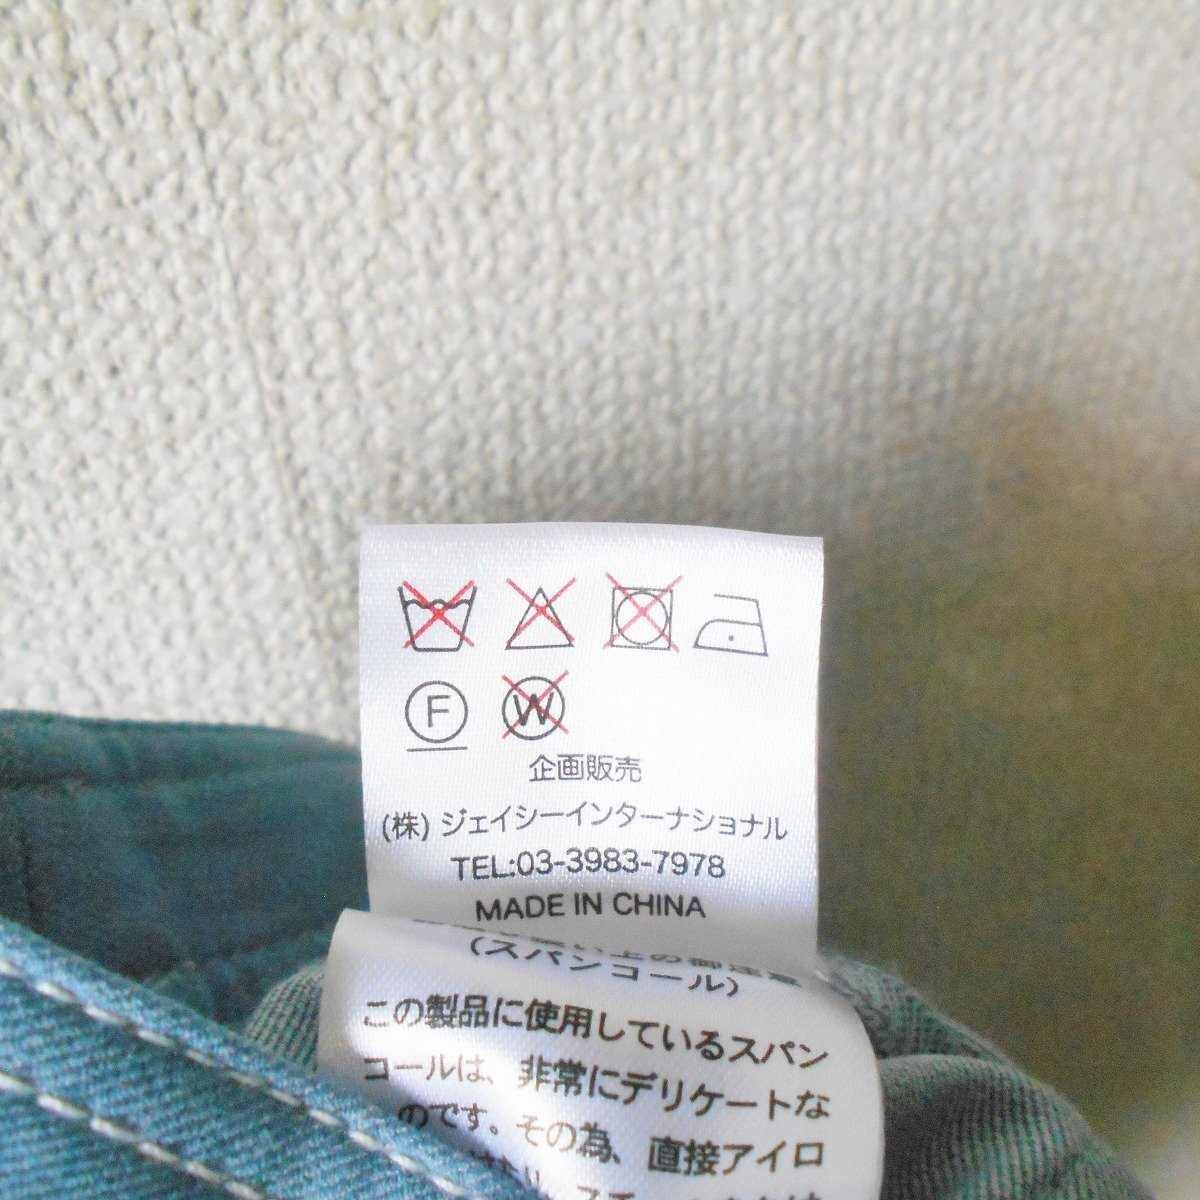 F W
企画販売
(株) ジェイシーインターナショナル
TEL:03-3983-7978
MADE IN CHINA
(スパンコール)
この製品に使用しているスパン
コールは、非常にデリケートな
のです。その為、直接アイロ